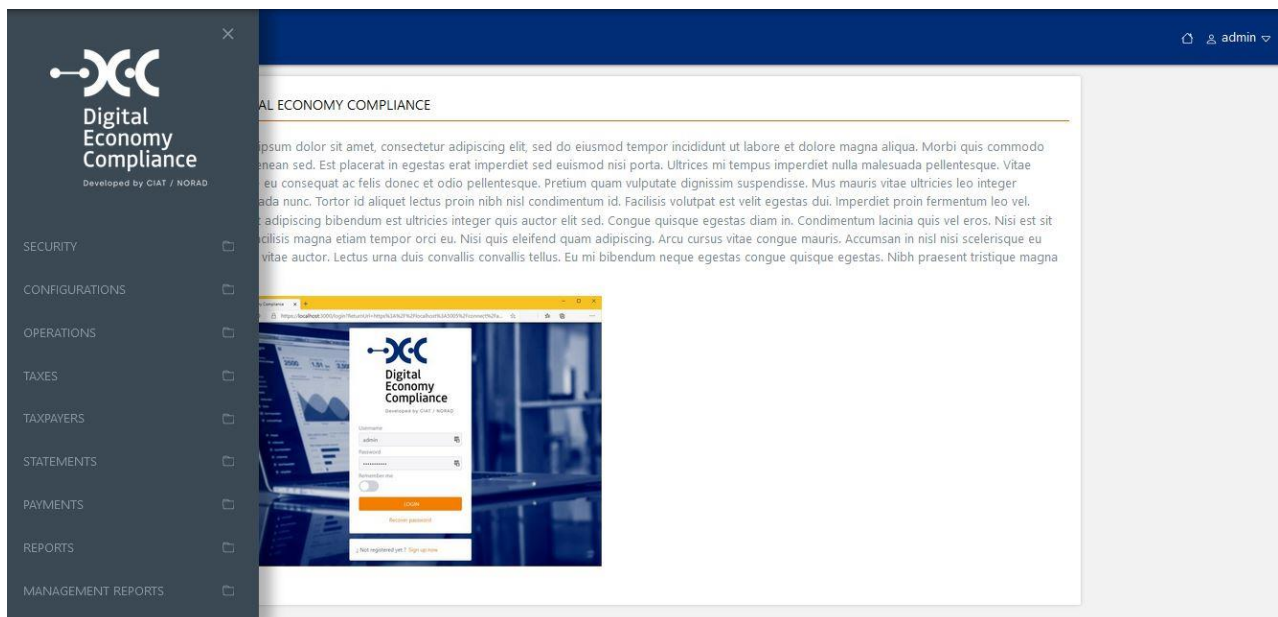 admin
Digital
Economy
Compliance
Developed by CIAT / NORAD
SECURITY
CONFIGURATIONS
OPERATIONS
TAXES
TAXPAYERS
STATEMENTS
PAYMENTS
REPORTS
MANAGEMENT REPORTS
AL ECONOMY COMPLIANCE
ipsum dolor sit amet, consectetur adipiscing elit, sed do eiusmod tempor incididunt ut labore et dolore magna aliqua. Morbi quis commodo
enean sed. Est placerat in egestas erat imperdiet sed euismod nisi porta. Ultrices mi tempus imperdiet nulla malesuada pellentesque. Vitae
eu consequat ac felis donec et odio pellentesque. Pretium quam vulputate dignissim suspendisse. Mus mauris vitae ultricies leo integer
ada nunc. Tortor id aliquet lectus proin nibh nisl condimentum id. Facilisis volutpat est velit egestas dui. Imperdiet proin fermentum leo vel.
adipiscing bibendum est ultricies integer quis auctor elit sed. Congue quisque egestas diam in. Condimentum lacinia quis vel eros. Nisi est sit
cilisis magna etiam tempor orci eu. Nisi quis eleifend quam adipiscing. Arcu cursus vitae congue mauris. Accumsan in nisl nisi scelerisque eu
vitae auctor. Lectus urna duis convallis convallis tellus. Eu mi bibendum neque egestas congue quisque egestas. Nibh praesent tristique magna
Digital
Economy
Compliance
Developed by CIAT / NORAD
Username
admin
Password
Remember me
LOGIN
Recover password
¿ Not registered yet ? Sign up now